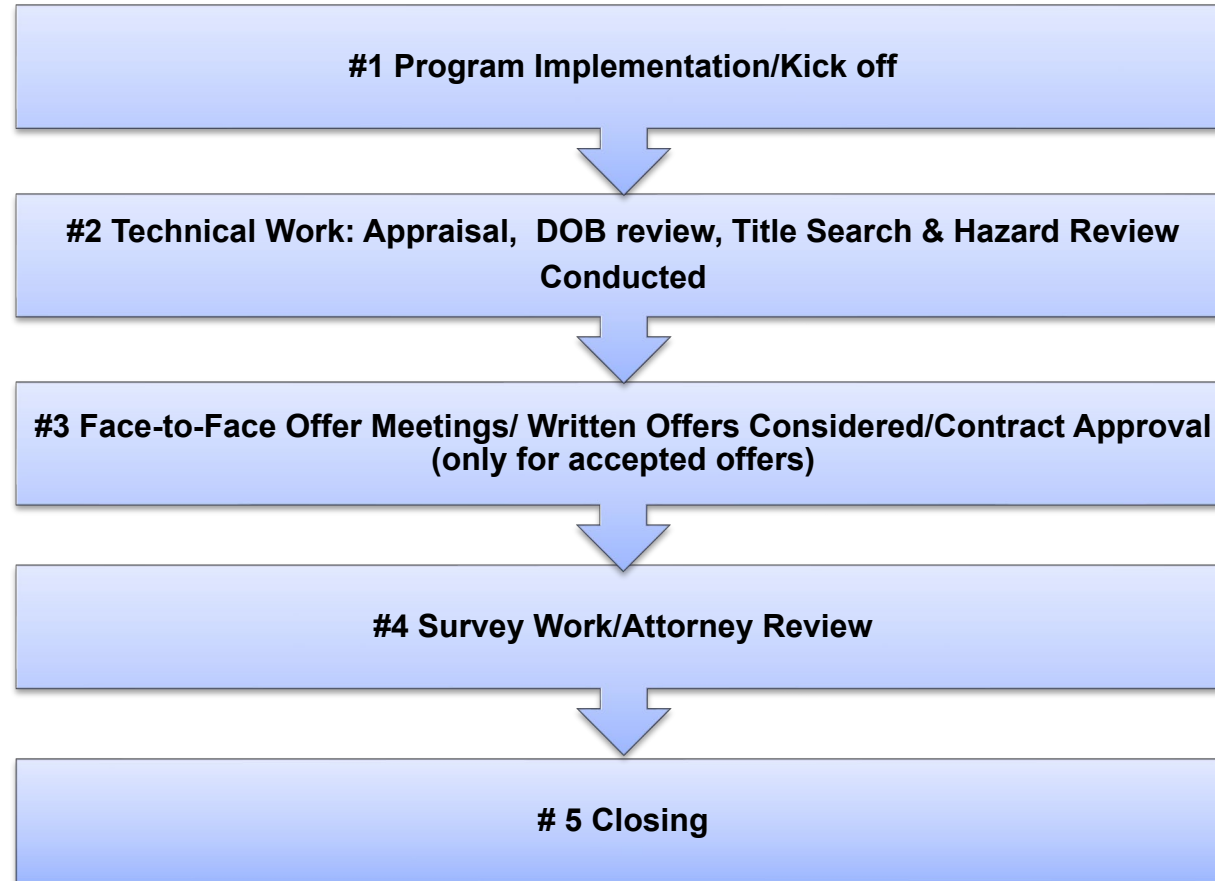 #1 Program Implementation/Kick off
#2 Technical Work: Appraisal,  DOB review, Title Search & Hazard Review
Conducted
#3 Face-to-Face Offer Meetings/ Written Offers Considered/Contract Approval
(only for accepted offers)
#4 Survey Work/Attorney Review
# 5 Closing